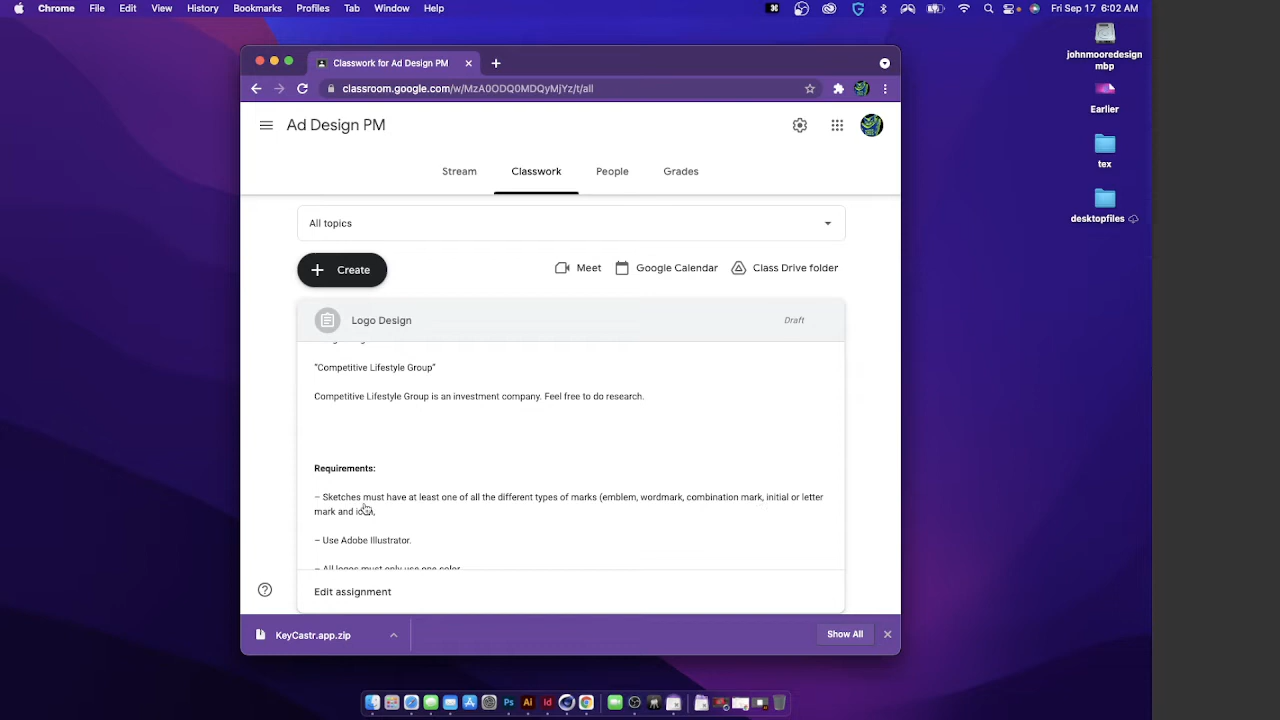 Chrome File Edit View History Bookmarks Profiles Tab Window Help Fri Sep 17 6:02 AM
johnmooredesign
mbp
Earlier
tex
desktopfiles
Classwork for Ad Design PM
classroom.google.com/w/MzA0ODQ0MDQyMjYz/t/all
Ad Design PM
Stream Classwork People Grades
All topics
Create Meet Google Calendar Class Drive folder
Logo Design Draft
"Competitive Lifestyle Group"
Competitive Lifestyle Group is an investment company. Feel free to do research.
Requirements:
– Sketches must have at least one of all the different types of marks (emblem, wordmark, combination mark, initial or letter
mark and
– Use Adobe Illustrator.
– All logos must only use one color
Edit assignment
KeyCastr.app.zip Show All
Ps Ai Id